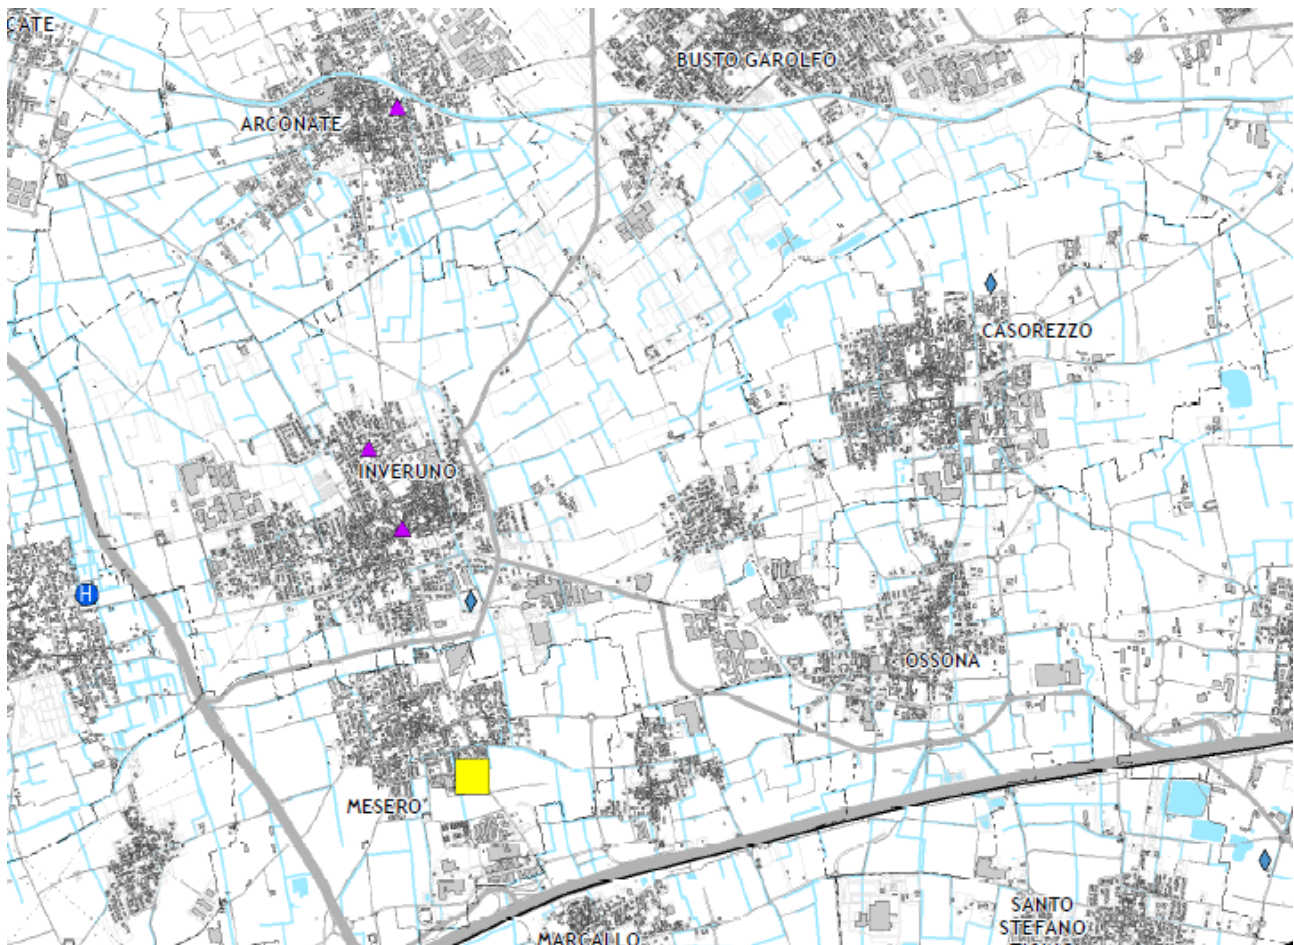 CATE
BUSTO GAROLFO
ARCONATE
CASOREZZO
INVERUNO
H
OSSONA
MESERO
SANTO
STEFANO
MARCALLO